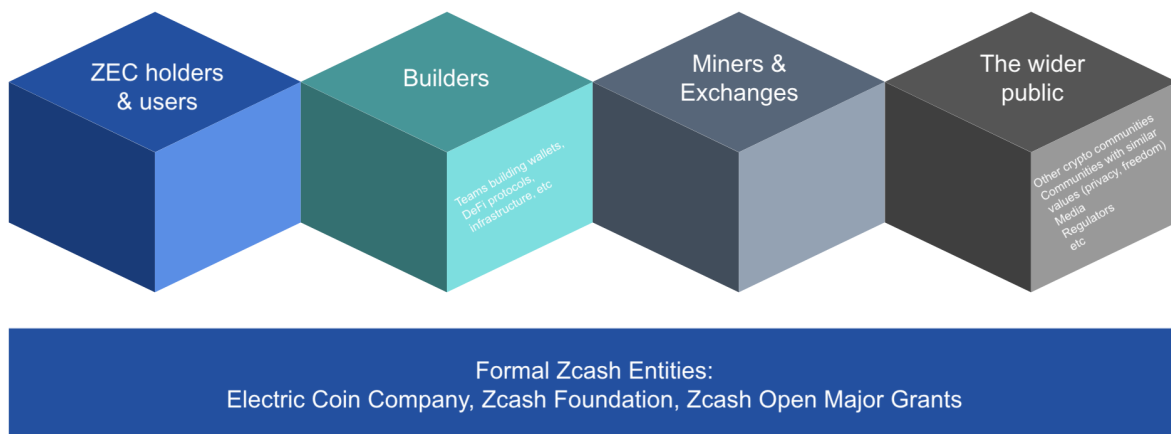 ZEC holders
& users
Builders
Teams building wallets,
DeFi protocols,
infrastructure, etc
Miners &
Exchanges
The wider
public
Other crypto communities
Communities with similar
values (privacy, freedom)
Media
Regulators
etc
Formal Zcash Entities:
Electric Coin Company, Zcash Foundation, Zcash Open Major Grants